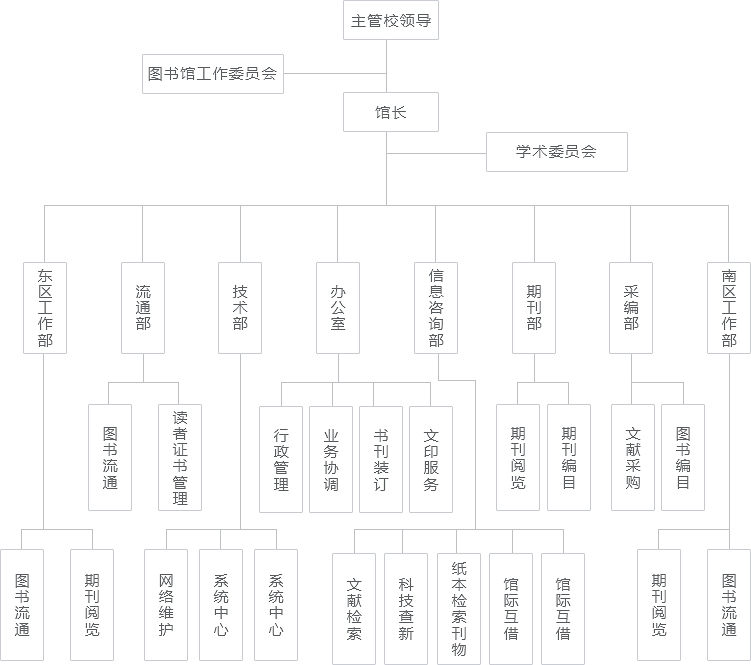 主管校领导
图书馆工作委员会
馆长
学术委员会
东区工作部
流通部
技术部
办公室
信息咨询部
期刊部
采编部
南区工作部
图书流通
读者证书管理
行政管理
业务协调
书刊装订
文印服务
期刊阅览
期刊编目
文献采购
图书编目
图书流通
期刊阅览
网络维护
系统中心
系统中心
文献检索
科技查新
纸本检索刊物
馆际互借
馆际互借
期刊阅览
图书流通